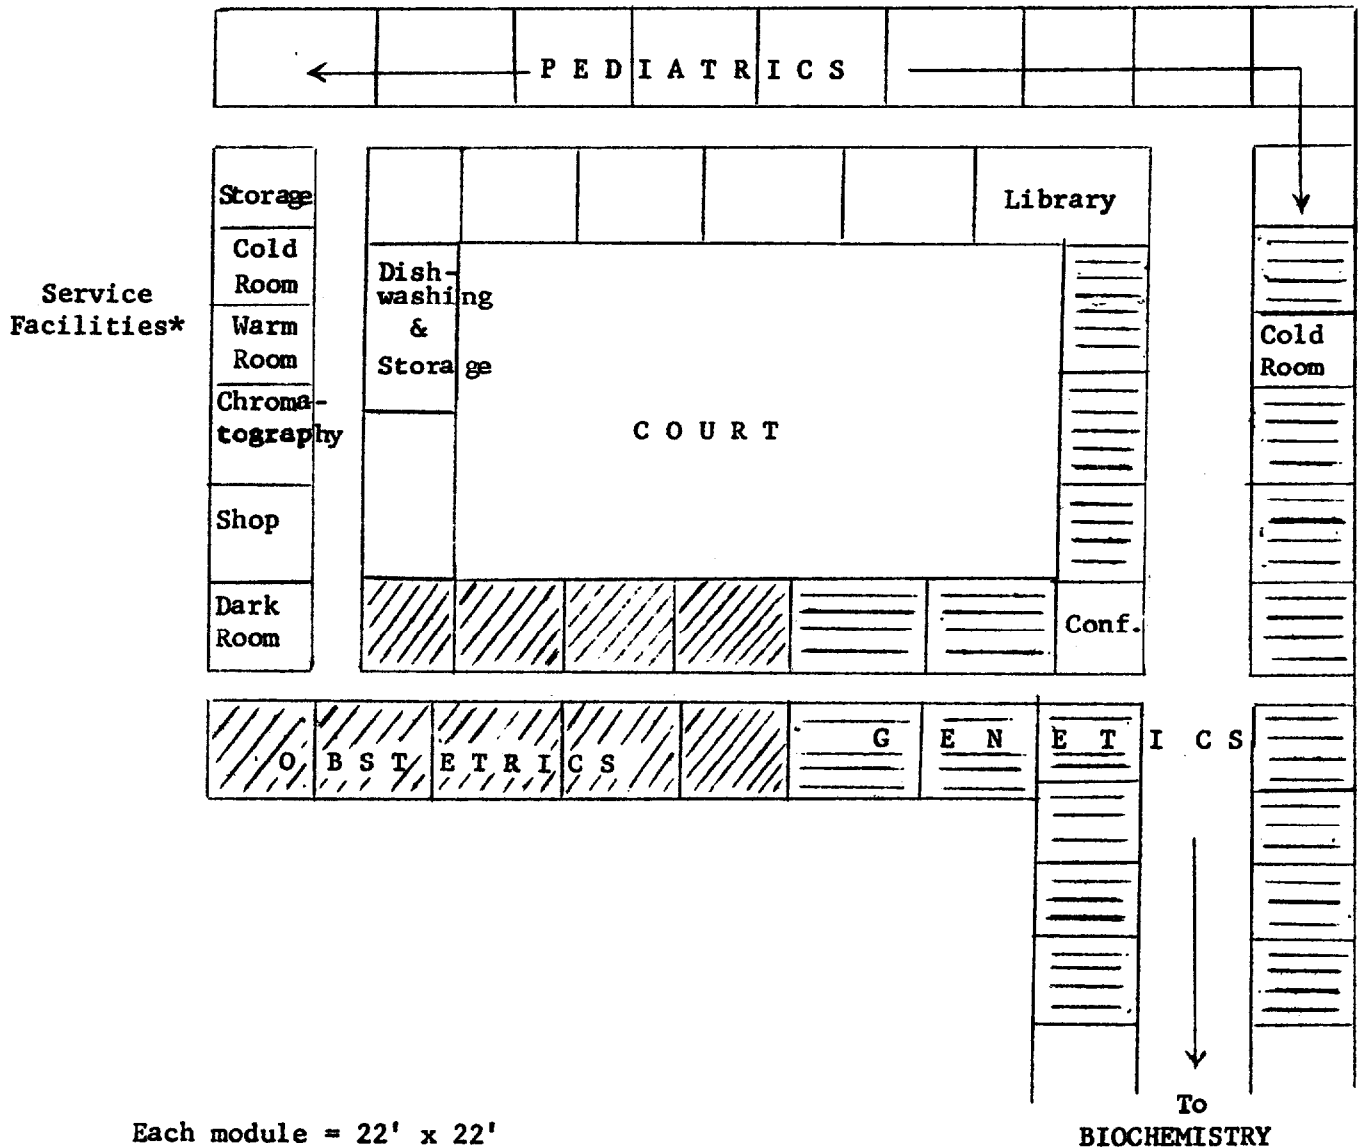 PEDIATRICS
Storage
Library
Cold
Room
Service
Facilities*
Warm
Room
Dish-
washing
&
Storage
Cold
Room
Chroma-
tography
COURT
Shop
Dark
Room
Conf.
OBSTETRICS
GENETICS
To
BIOCHEMISTRY
Each module = 22' x 22'